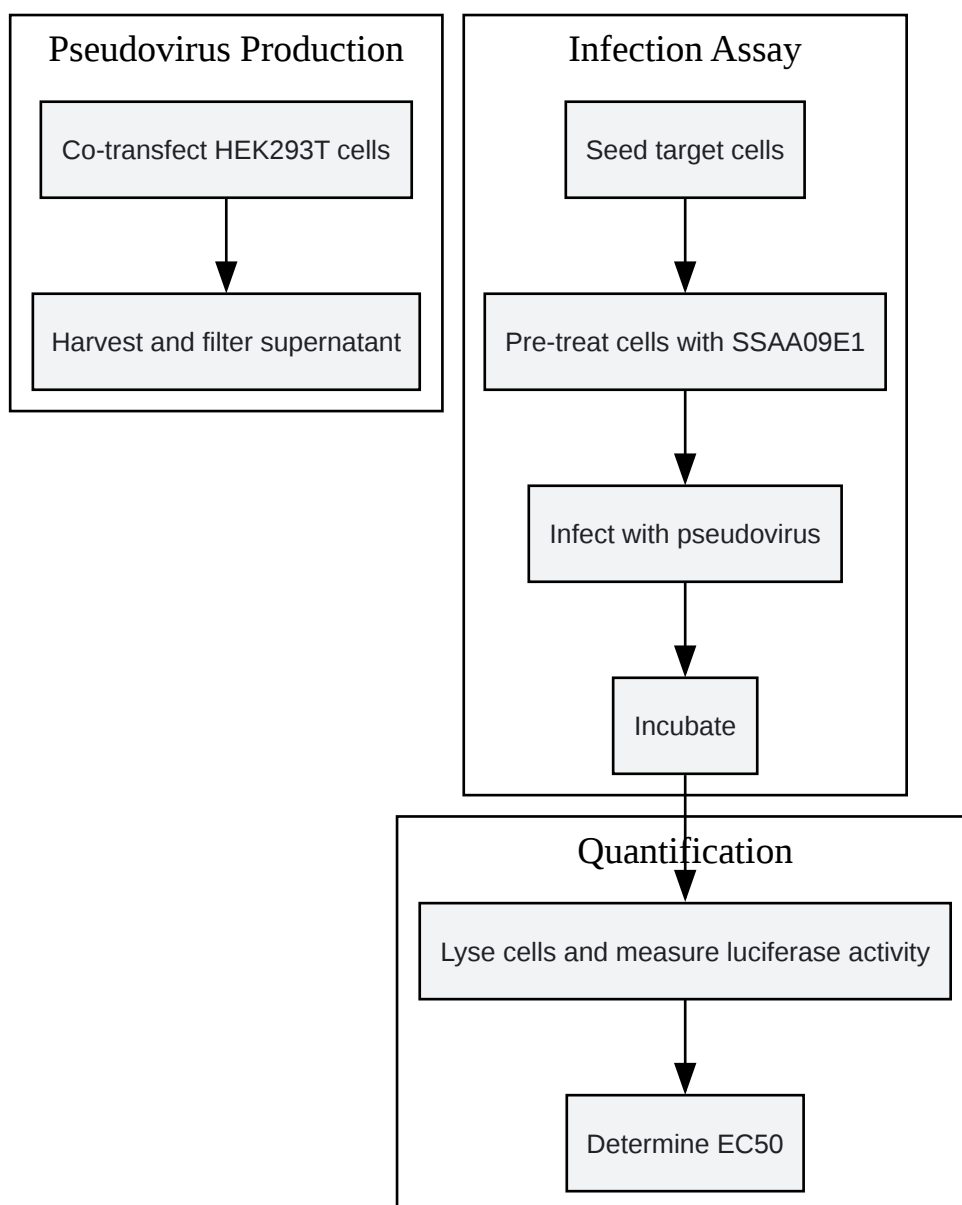 Pseudovirus Production
Co-transfect HEK293T cells
Harvest and filter supernatant
Infection Assay
Seed target cells
Pre-treat cells with SSAA09E1
Infect with pseudovirus
Incubate
Quantification
Lyse cells and measure luciferase activity
Determine EC50